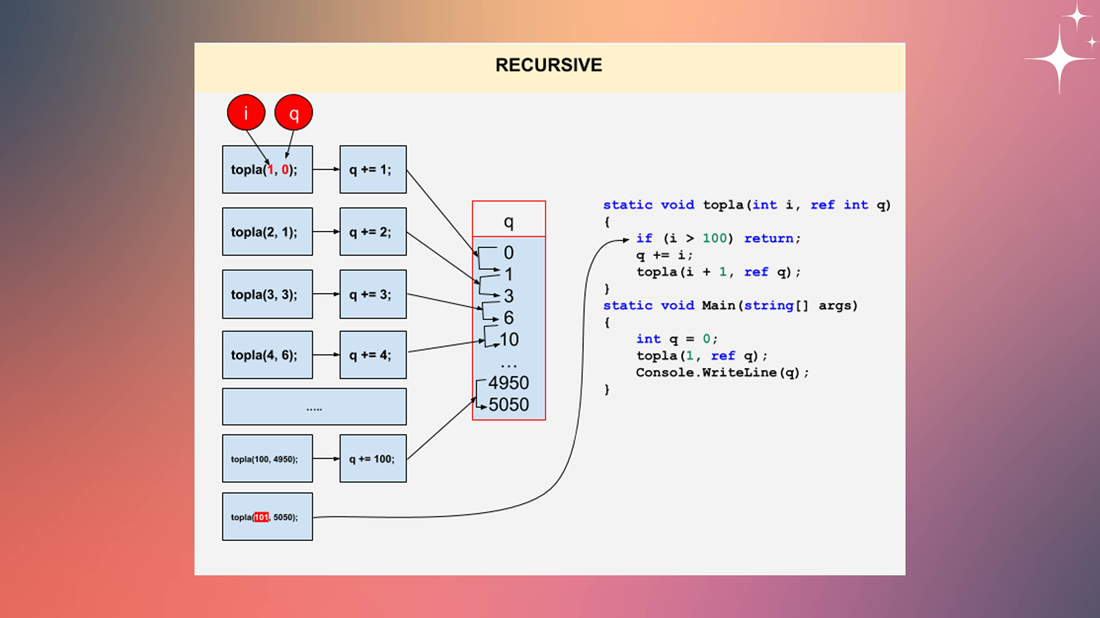 RECURSIVE
i
q
topla(1, 0);
q += 1;
topla(2, 1);
q += 2;
topla(3, 3);
q += 3;
topla(4, 6);
q += 4;
.....
topla(100, 4950);
q += 100;
topla(101, 5050);
q
0
1
3
6
10
...
4950
5050
static void topla(int i, ref int q)
{
    if (i > 100) return;
    q += i;
    topla(i + 1, ref q);
}
static void Main(string[] args)
{
    int q = 0;
    topla(1, ref q);
    Console.WriteLine(q);
}